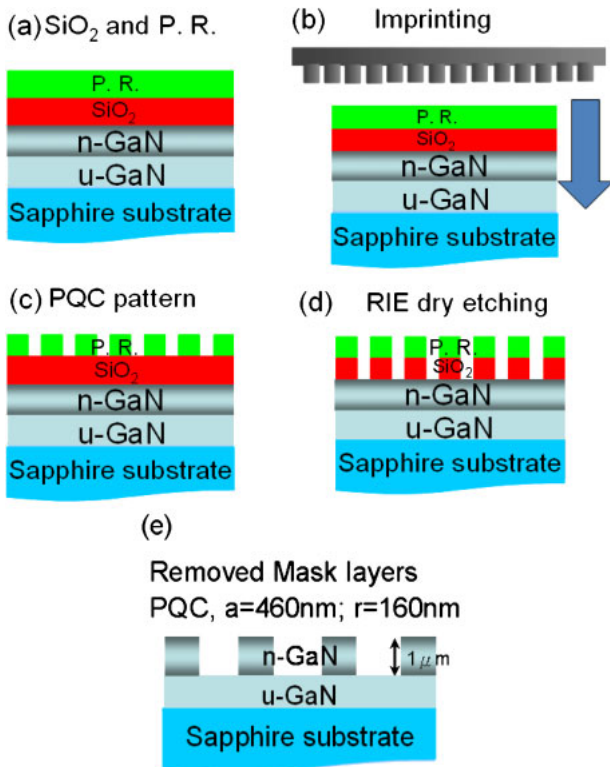 (a) SiO2 and P. R.
P. R.
SiO2
n-GaN
u-GaN
Sapphire substrate
(b) Imprinting
P. R.
SiO2
n-GaN
u-GaN
Sapphire substrate
(c) PQC pattern
P. R.
SiO2
n-GaN
u-GaN
Sapphire substrate
(d) RIE dry etching
P. R.
SiO2
n-GaN
u-GaN
Sapphire substrate
(e)
Removed Mask layers
PQC, a=460nm; r=160nm
n-GaN
1μm
u-GaN
Sapphire substrate